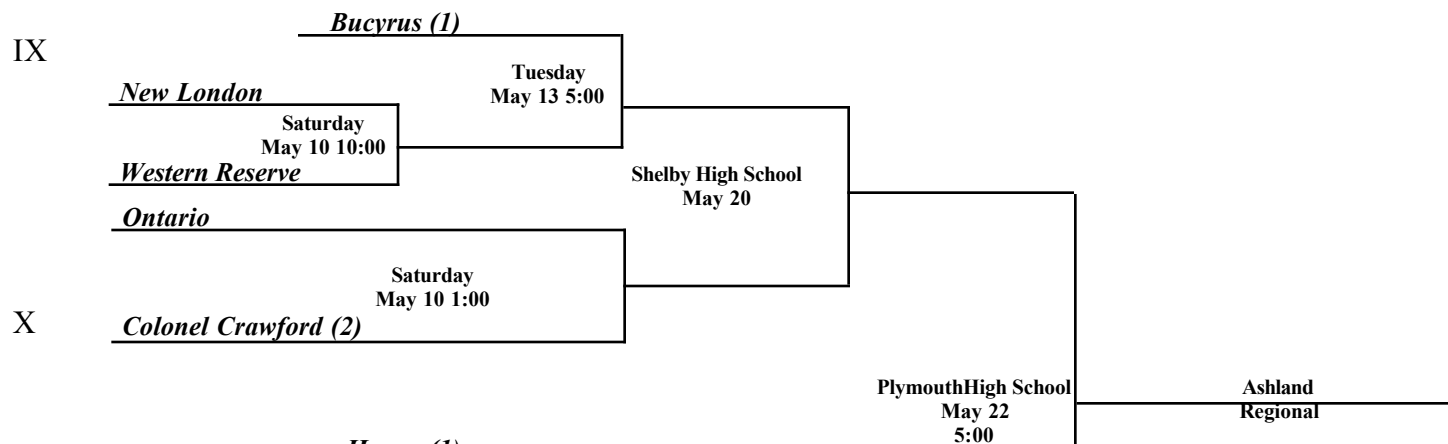 Bucyrus (1)
IX
Tuesday
May 13 5:00
New London
Saturday
May 10 10:00
Western Reserve
Shelby High School
May 20
Ontario
Saturday
May 10 1:00
X
Colonel Crawford (2)
PlymouthHigh School
May 22
5:00
Ashland
Regional
(1)